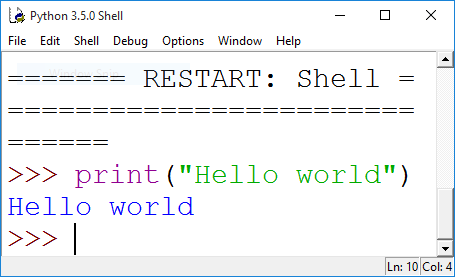 Python 3.5.0 Shell
File Edit Shell Debug Options Window Help
======= RESTART: Shell =
========================
======
>>> print("Hello world")
Hello world
>>>
Ln: 10 Col: 4